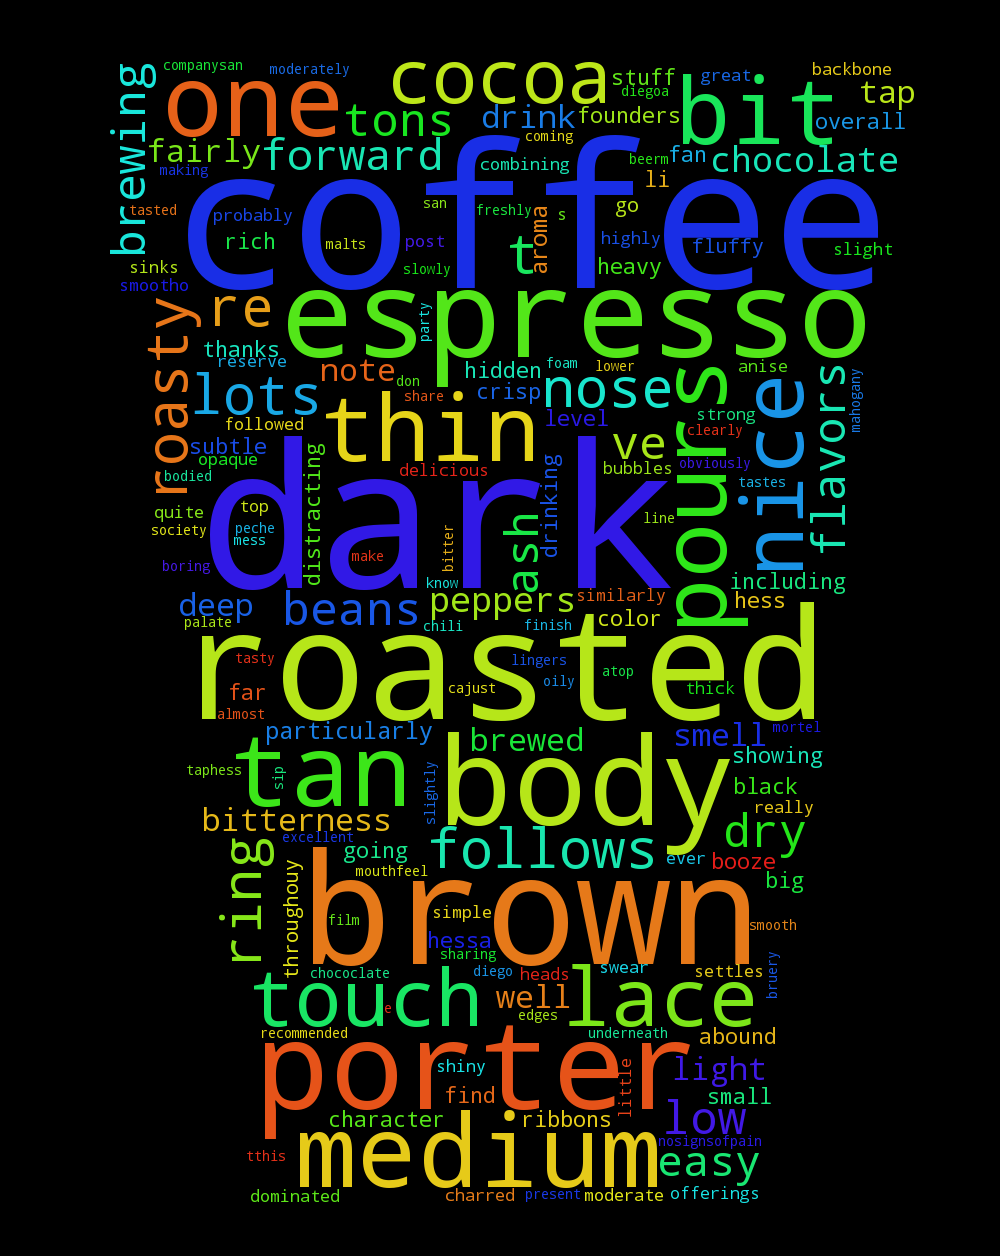 companysan
moderately
cocoa
stuff
great
backbone
brewing
one
tons
drink
diegoa
founders
bit
tap
overall
coming
fairly
forward
making
combining
beerm
fan
chocolate
li
tasted
probably
rich
coffee
san
freshly
s
go
malts
post
t
aroma
highly
fluffy
slight
sinks
smootho
slowly
heavy
roasty
re
espresso
party
thanks
reserve
note
don
hidden
foam
lower
anise
mahogany
lots
share
crisp
nose
pours
nice
flavors
followed
thin
level
strong
clearly
subtle
ve
opaque
bodied
delicious
bubbles
obviously
distracting
drinking
tastes
quite
top
society
peche
mess
dark
bitter
ash
line
boring
make
know
including
deep
beans
peppers
similarly
hess
palate
chili
finish
color
roasted
tasty
lingers
atop
oily
far
cajust
thick
almost
particularly
brewed
smell
mortel
tan
body
showing
taphess
sip
slightly
black
bitterness
really
excellent
going
follows
dry
ring
mouthfeel
ever
booze
throughouy
brown
big
film
simple
smooth
hessa
sharing
chococlate
diego
heads
swear
settles
bruery
touch
e
well
lace
edges
recommended
underneath
abound
porter
shiny
little
light
find
small
character
ribbons
low
medium
nosignsofpain
tthis
easy
dominated
charred
present
moderate
offerings